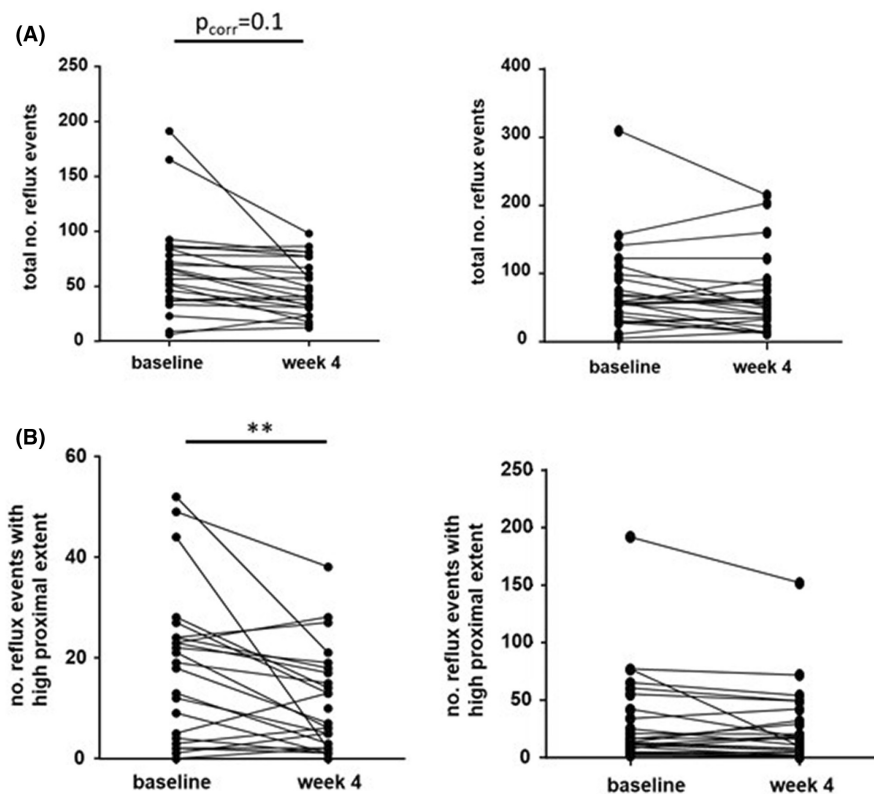 (A)
p_corr=0.1
total no. reflux events
250
200
150
100
50
0
baseline week 4
total no. reflux events
400
300
200
100
0
baseline week 4
(B)
**
no. reflux events with
high proximal extent
60
40
20
0
baseline week 4
no. reflux events with
high proximal extent
250
200
150
100
50
0
baseline week 4